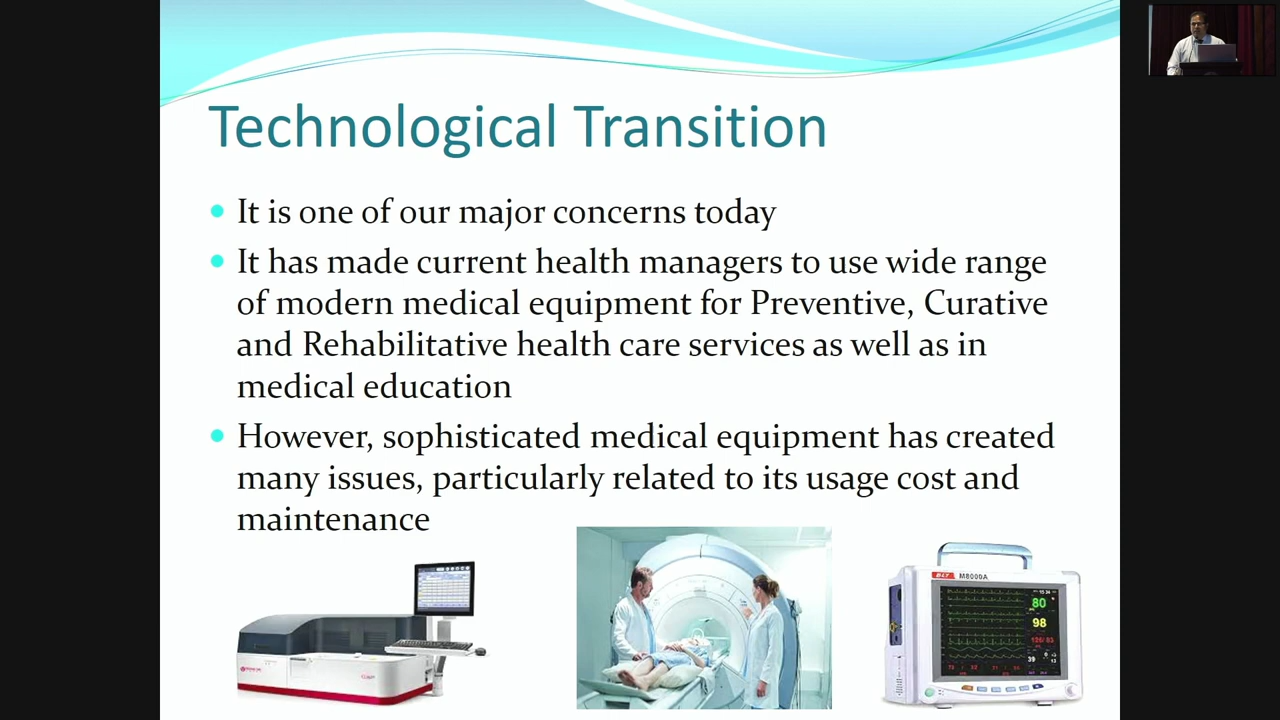 Technological Transition
It is one of our major concerns today
It has made current health managers to use wide range
of modern medical equipment for Preventive, Curative
and Rehabilitative health care services as well as in
medical education
However, sophisticated medical equipment has created
many issues, particularly related to its usage cost and
maintenance
M8000A
80
98
39